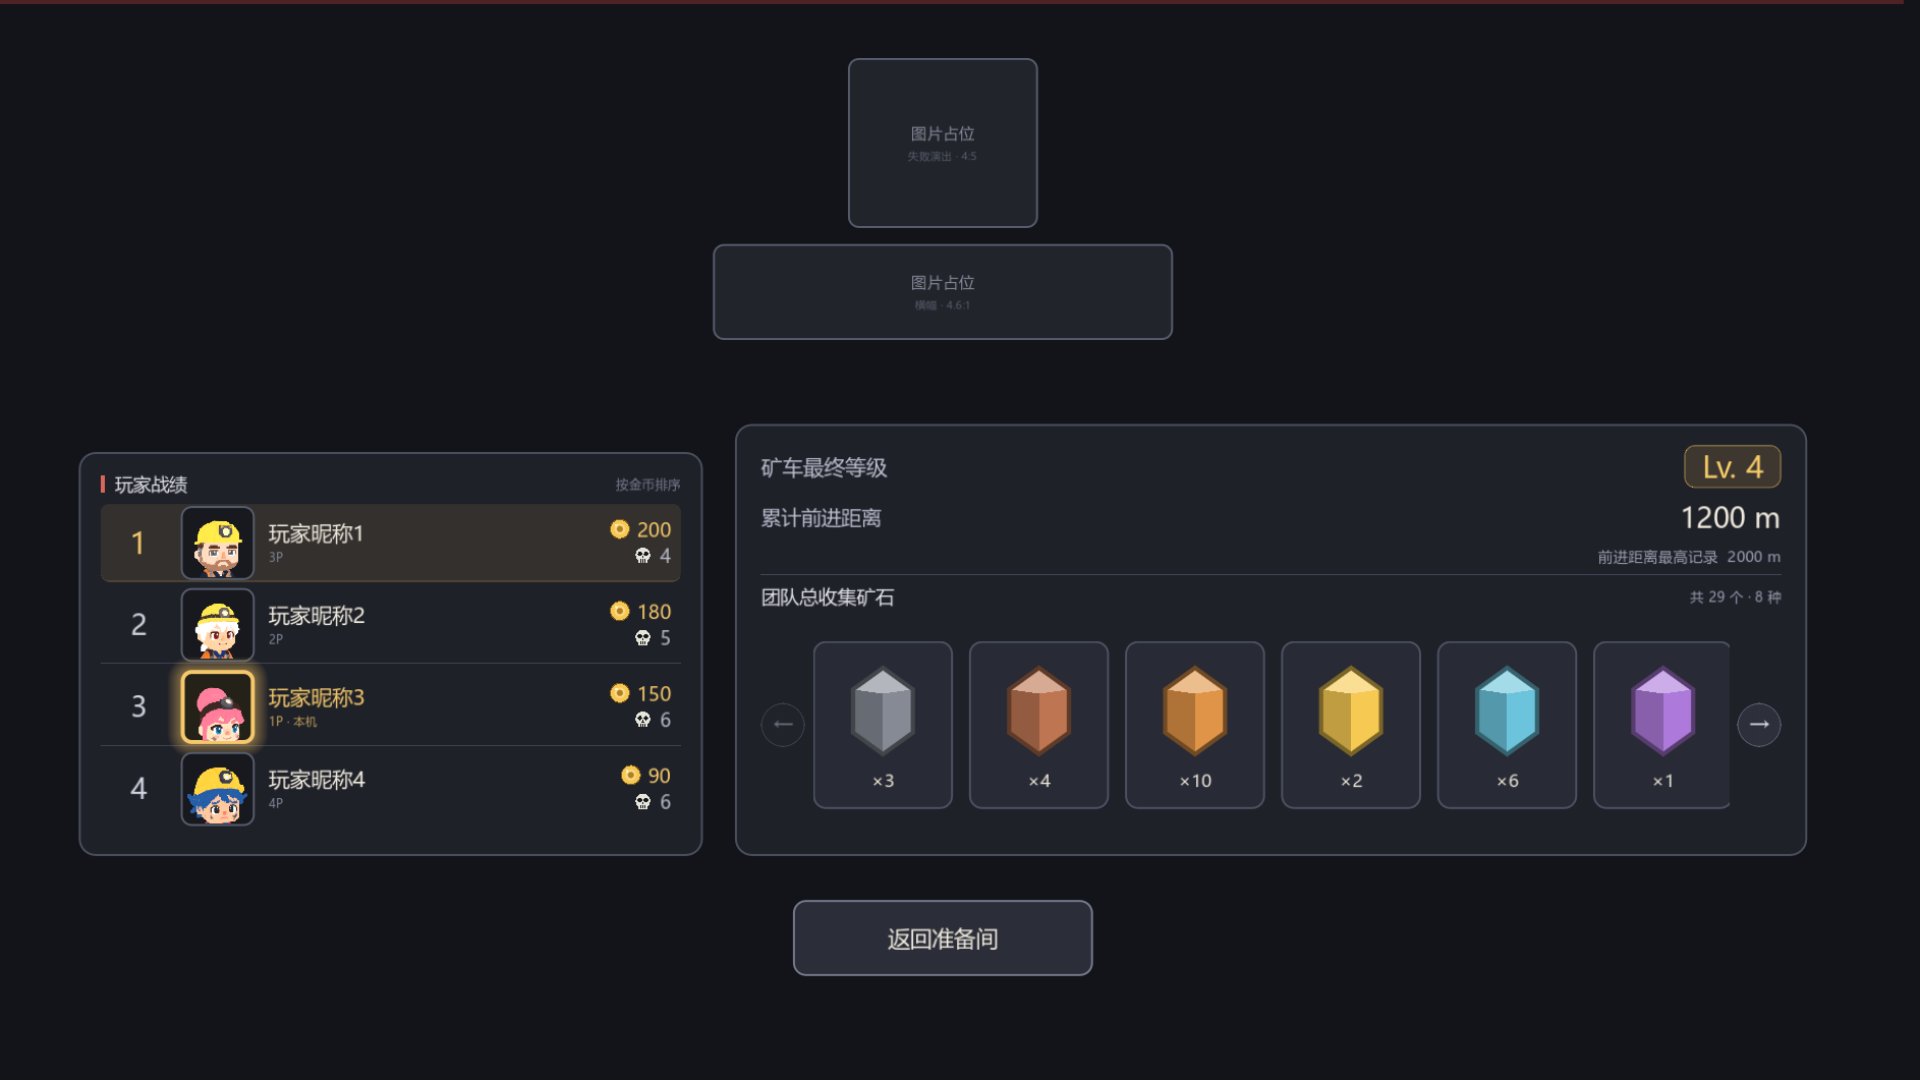 图片占位
失败演出 · 4:5
图片占位
横幅 · 4.6:1
玩家战绩
按金币排序
1
玩家昵称1
3P
200
4
2
玩家昵称2
2P
180
5
3
玩家昵称3
1P · 本机
150
6
4
玩家昵称4
4P
90
6
矿车最终等级
Lv. 4
累计前进距离
1200 m
前进距离最高记录 2000 m
团队总收集矿石
共 29 个 · 8 种
←
×3
×4
×10
×2
×6
×1
→
返回准备间